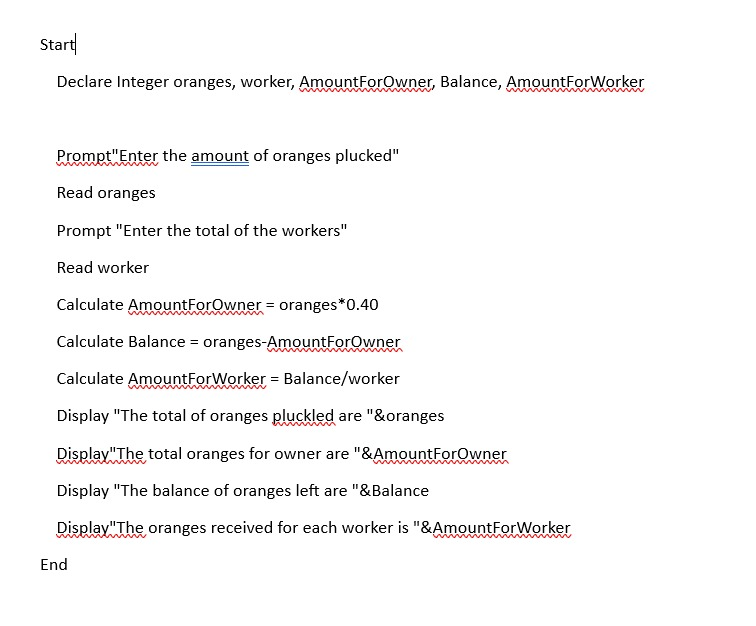 Start
Declare Integer oranges, worker, AmountForOwner, Balance, AmountForWorker
Prompt"Enter the amount of oranges plucked"
Read oranges
Prompt "Enter the total of the workers"
Read worker
Calculate AmountForOwner = oranges*0.40
Calculate Balance = oranges-AmountForOwner
Calculate AmountForWorker = Balance/worker
Display "The total of oranges pluckled are "&oranges
Display"The total oranges for owner are "&AmountForOwner
Display "The balance of oranges left are "&Balance
Display"The oranges received for each worker is "&AmountForWorker
End